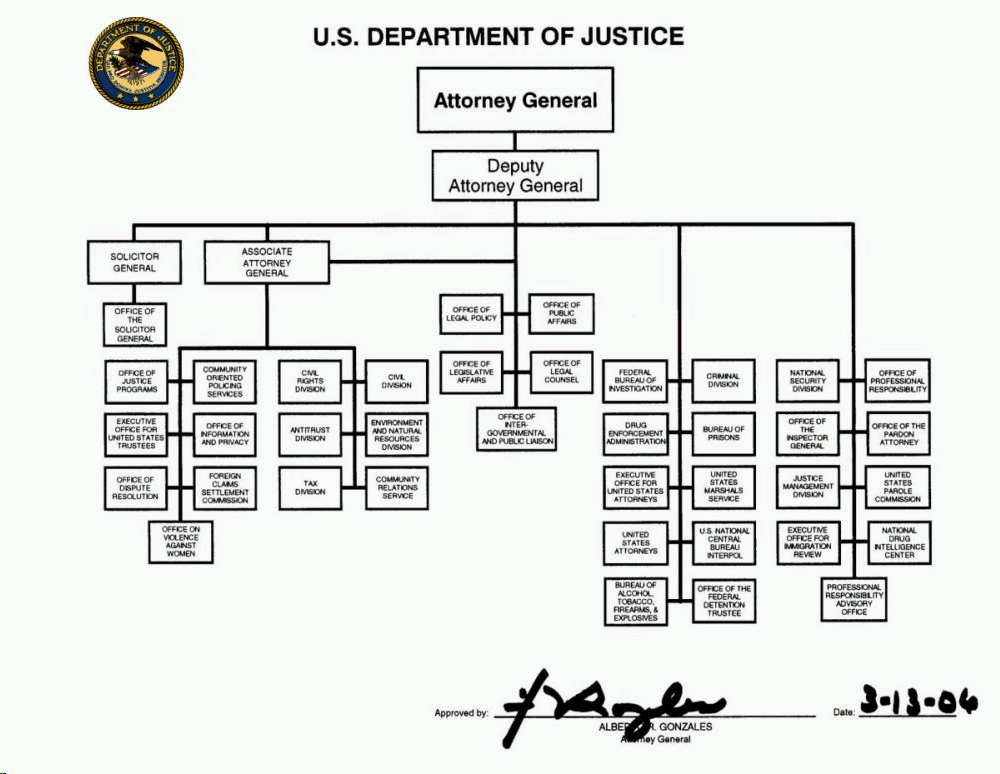 DEPARTMENT OF JUSTICE
U.S. DEPARTMENT OF JUSTICE
Attorney General
Deputy
Attorney General
SOLICITOR
GENERAL
ASSOCIATE
ATTORNEY
GENERAL
OFFICE OF
THE
SOLICITOR
GENERAL
OFFICE OF
LEGAL POLICY
OFFICE OF
PUBLIC
AFFAIRS
OFFICE OF
LEGISLATIVE
AFFAIRS
OFFICE OF
LEGAL
COUNSEL
OFFICE OF
INTER-
GOVERNMENTAL
AND PUBLIC LIAISON
OFFICE OF
JUSTICE
PROGRAMS
COMMUNITY
ORIENTED
POLICING
SERVICES
EXECUTIVE
OFFICE FOR
UNITED STATES
TRUSTEES
OFFICE OF
INFORMATION
AND PRIVACY
OFFICE OF
DISPUTE
RESOLUTION
FOREIGN
CLAIMS
SETTLEMENT
COMMISSION
OFFICE ON
VIOLENCE
AGAINST
WOMEN
CIVIL
RIGHTS
DIVISION
CIVIL
DIVISION
ANTITRUST
DIVISION
ENVIRONMENT
AND NATURAL
RESOURCES
DIVISION
TAX
DIVISION
COMMUNITY
RELATIONS
SERVICE
FEDERAL
BUREAU OF
INVESTIGATION
CRIMINAL
DIVISION
DRUG
ENFORCEMENT
ADMINISTRATION
BUREAU OF
PRISONS
EXECUTIVE
OFFICE FOR
UNITED STATES
ATTORNEYS
UNITED
STATES
MARSHALS
SERVICE
UNITED
STATES
ATTORNEYS
U.S. NATIONAL
CENTRAL
BUREAU
INTERPOL
BUREAU OF
ALCOHOL,
TOBACCO,
FIREARMS, &
EXPLOSIVES
OFFICE OF THE
FEDERAL
DETENTION
TRUSTEE
NATIONAL
SECURITY
DIVISION
OFFICE OF
PROFESSIONAL
RESPONSIBILITY
OFFICE OF
THE
INSPECTOR
GENERAL
OFFICE OF THE
PARDON
ATTORNEY
JUSTICE
MANAGEMENT
DIVISION
UNITED
STATES
PAROLE
COMMISSION
EXECUTIVE
OFFICE FOR
IMMIGRATION
REVIEW
NATIONAL
DRUG
INTELLIGENCE
CENTER
PROFESSIONAL
RESPONSIBILITY
ADVISORY
OFFICE
Approved by:
R. GONZALES
Attorney General
Date: 3-13-06